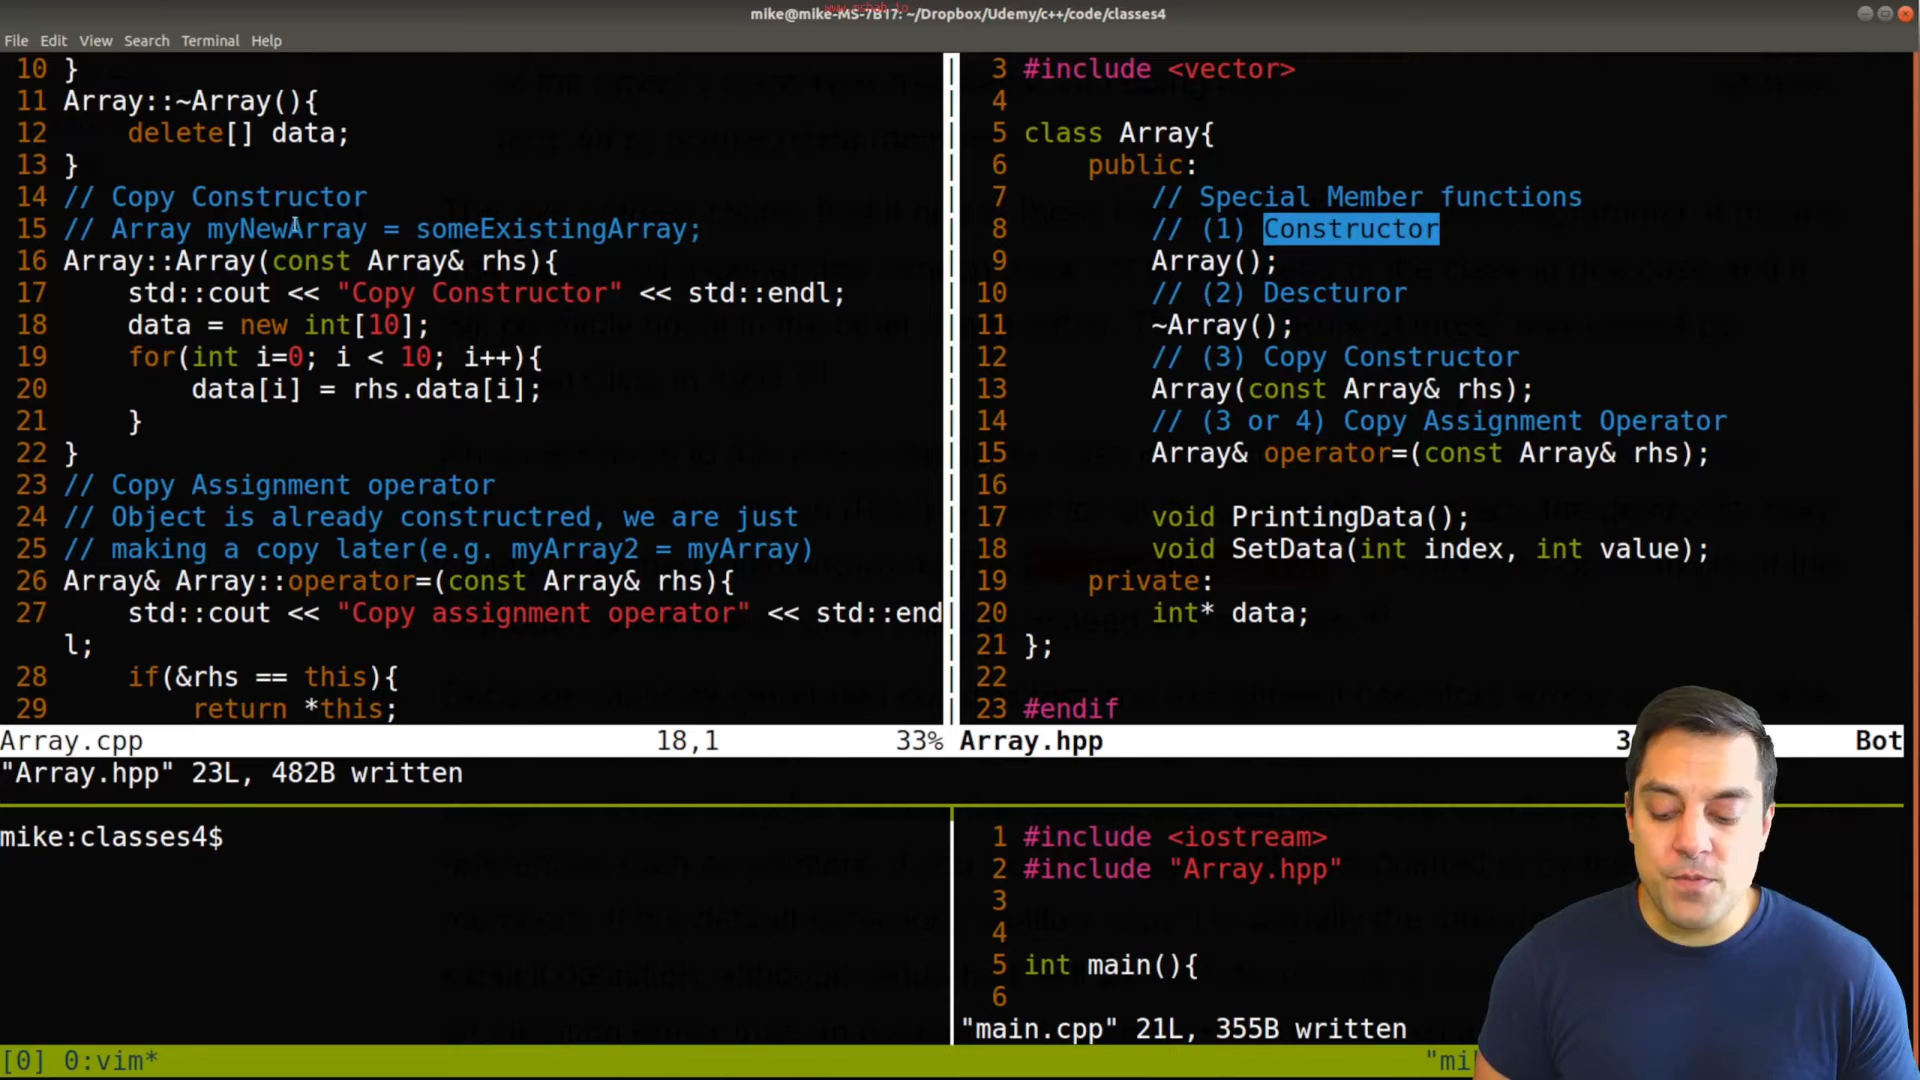 www.mshab.io
mike@mike-MS-7B17: ~/Dropbox/Udemy/c++/code/classes4
File Edit View Search Terminal Help
10 }
11 Array::~Array(){
12     delete[] data;
13 }
14 // Copy Constructor
15 // Array myNewArray = someExistingArray;
16 Array::Array(const Array& rhs){
17     std::cout << "Copy Constructor" << std::endl;
18     data = new int[10];
19     for(int i=0; i < 10; i++){
20         data[i] = rhs.data[i];
21     }
22 }
23 // Copy Assignment operator
24 // Object is already constructred, we are just
25 // making a copy later(e.g. myArray2 = myArray)
26 Array& Array::operator=(const Array& rhs){
27     std::cout << "Copy assignment operator" << std::end
l;
28     if(&rhs == this){
29         return *this;
Array.cpp 18,1 33%
"Array.hpp" 23L, 482B written
3 #include <vector>
4
5 class Array{
6     public:
7         // Special Member functions
8         // (1) Constructor
9         Array();
10         // (2) Descturor
11         ~Array();
12         // (3) Copy Constructor
13         Array(const Array& rhs);
14         // (3 or 4) Copy Assignment Operator
15         Array& operator=(const Array& rhs);
16
17         void PrintingData();
18         void SetData(int index, int value);
19     private:
20         int* data;
21 };
22
23 #endif
Array.hpp Bot
mike:classes4$
1 #include <iostream>
2 #include "Array.hpp"
3
4
5 int main(){
6
"main.cpp" 21L, 355B written
[0] 0:vim*
"mi